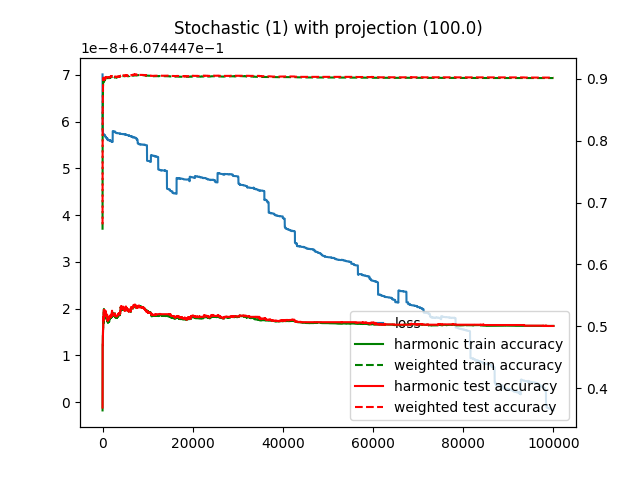 Stochastic (1) with projection (100.0)
1e-8+6.074447e-1
7
6
5
4
3
2
1
0
0.9
0.8
0.7
0.6
0.5
0.4
loss
harmonic train accuracy
weighted train accuracy
harmonic test accuracy
weighted test accuracy
0
20000
40000
60000
80000
100000